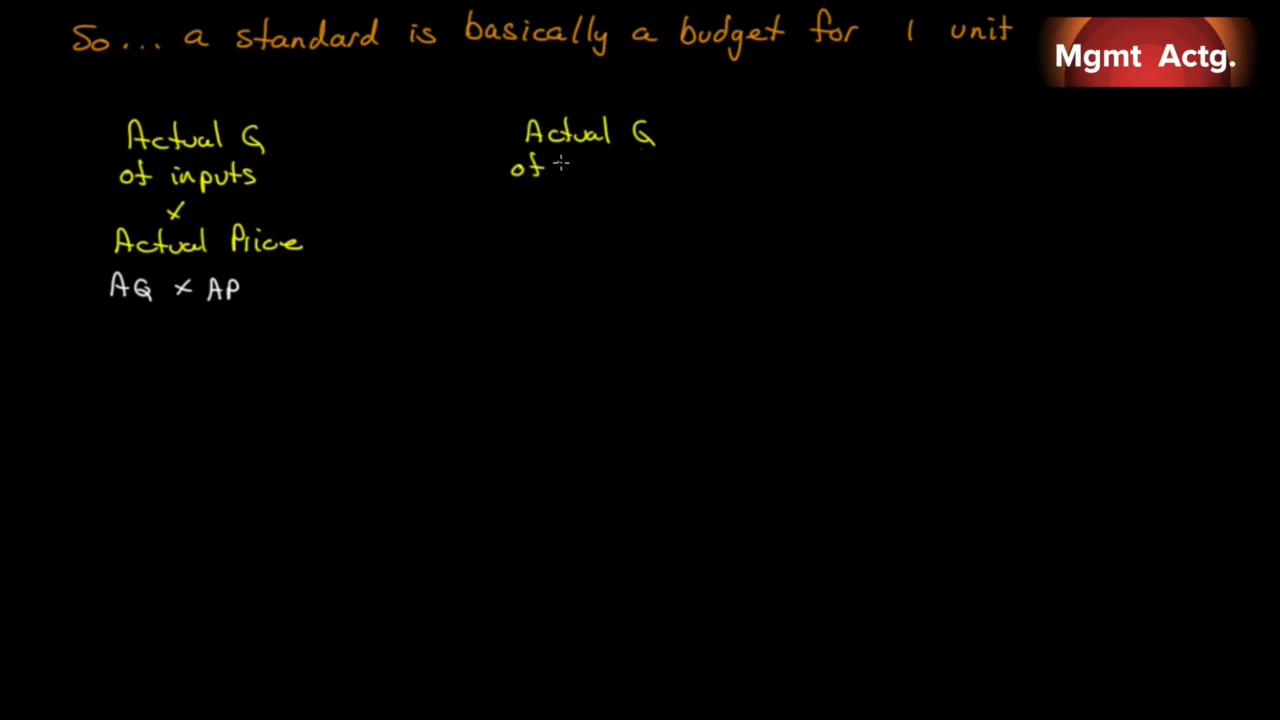 So... a standard is basically a budget for 1 unit
Mgmt Actg.
Actual Q
of inputs
x
Actual Price
AQ x AP
Actual Q
of